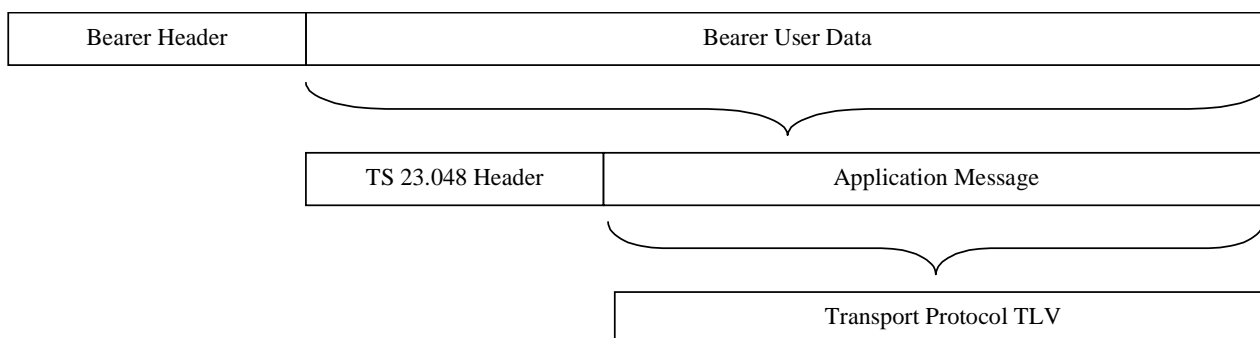 Bearer Header Bearer User Data
TS 23.048 Header Application Message
Transport Protocol TLV